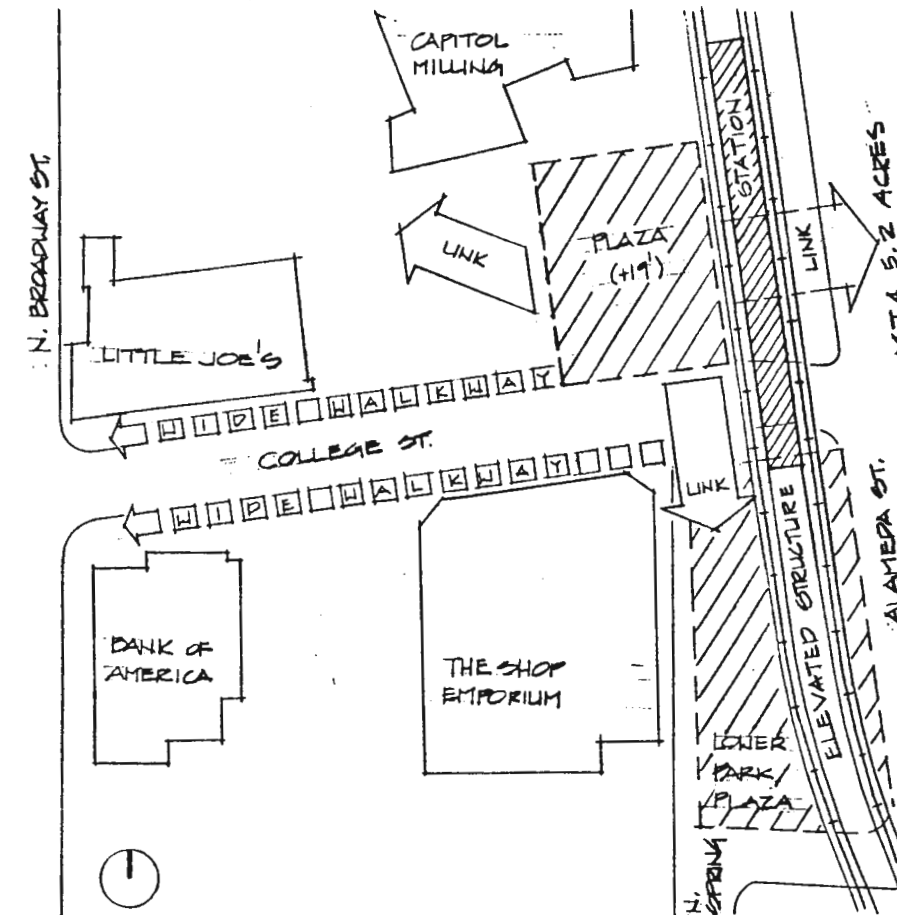 CAPITOL
MILLING
STATION
N. BROADWAY ST.
PLAZA
(+19')
LINK
LINK
5.2 ACRES
LITTLE JOE'S
WIDE WALKWAY
COLLEGE ST.
WIDE WALKWAY
LINK
ELEVATED STRUCTURE
ALAMEDA ST.
BANK OF
AMERICA
THE SHOP
EMPORIUM
LOWER
PARK/
PLAZA
N.
SPRING